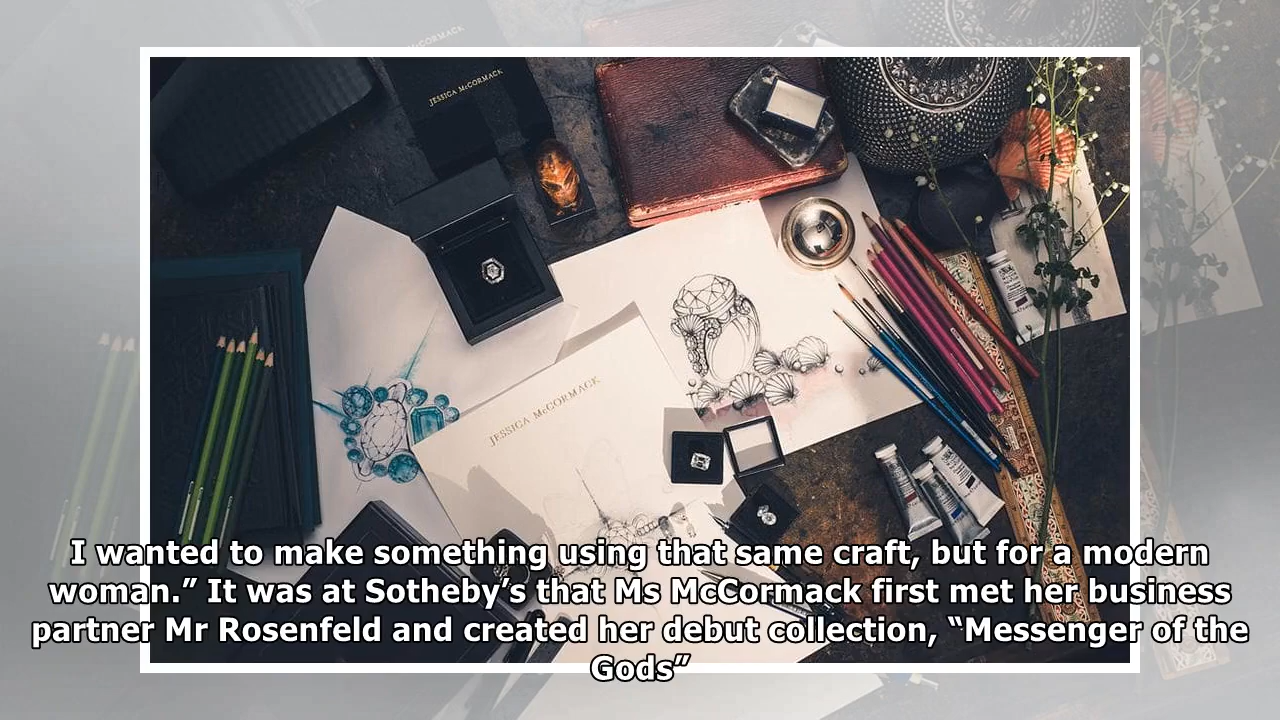 McCORMACK
JESSICA McCORMACK
JESSICA McCORMACK
I wanted to make something using that same craft, but for a modern
woman.” It was at Sotheby’s that Ms McCormack first met her business
partner Mr Rosenfeld and created her debut collection, “Messenger of the
Gods”